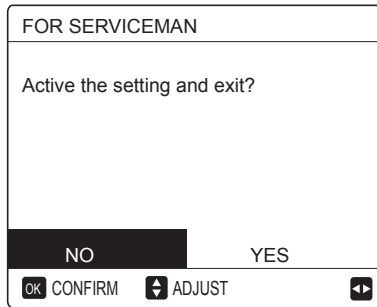 FOR SERVICEMAN
Active the setting and exit?
NO YES
OK CONFIRM ADJUST